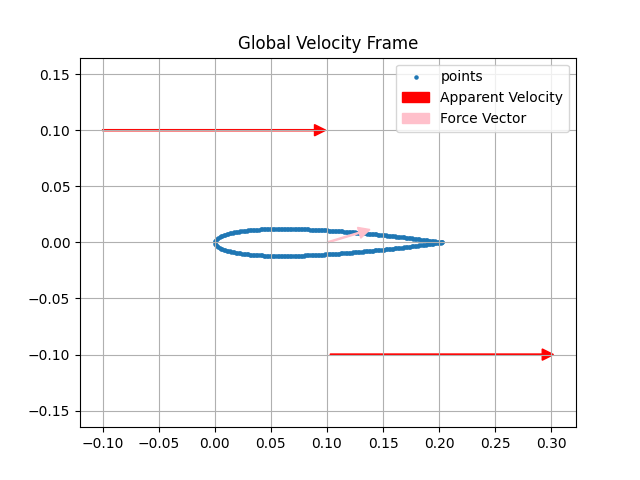 Global Velocity Frame
points
Apparent Velocity
Force Vector
0.15
0.10
0.05
0.00
−0.05
−0.10
−0.15
−0.10 −0.05 0.00 0.05 0.10 0.15 0.20 0.25 0.30